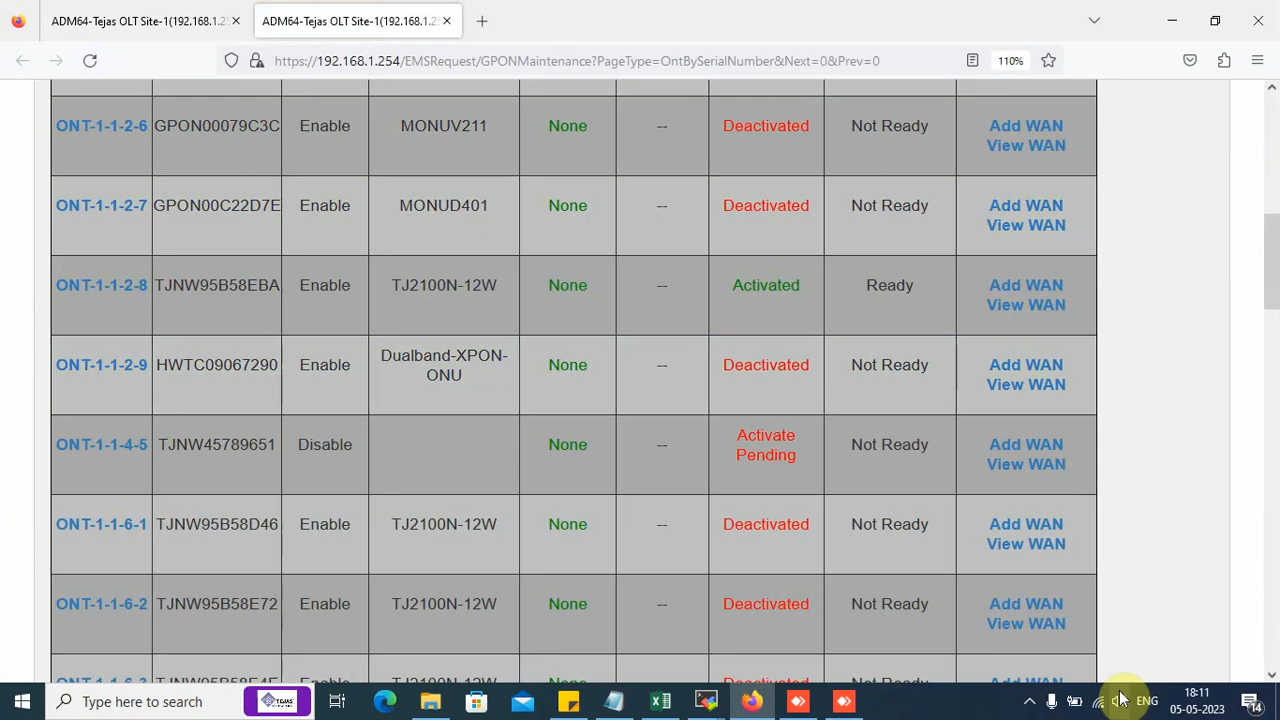 ADM64-Tejas OLT Site-1(192.168.1.25 ADM64-Tejas OLT Site-1(192.168.1.25
https://192.168.1.254/EMSRequest/GPONMaintenance?PageType=OntBySerialNumber&Next=0&Prev=0 110%
ONT-1-1-2-6 GPON00079C3C Enable MONUV211 None -- Deactivated Not Ready Add WAN
View WAN
ONT-1-1-2-7 GPON00C22D7E Enable MONUD401 None -- Deactivated Not Ready Add WAN
View WAN
ONT-1-1-2-8 TJNW95B58EBA Enable TJ2100N-12W None -- Activated Ready Add WAN
View WAN
ONT-1-1-2-9 HWTC09067290 Enable Dualband-XPON-
ONU None -- Deactivated Not Ready Add WAN
View WAN
ONT-1-1-4-5 TJNW45789651 Disable None -- Activate
Pending Not Ready Add WAN
View WAN
ONT-1-1-6-1 TJNW95B58D46 Enable TJ2100N-12W None -- Deactivated Not Ready Add WAN
View WAN
ONT-1-1-6-2 TJNW95B58E72 Enable TJ2100N-12W None -- Deactivated Not Ready Add WAN
View WAN
Type here to search TEJAS ENG 18:11
05-05-2023 14